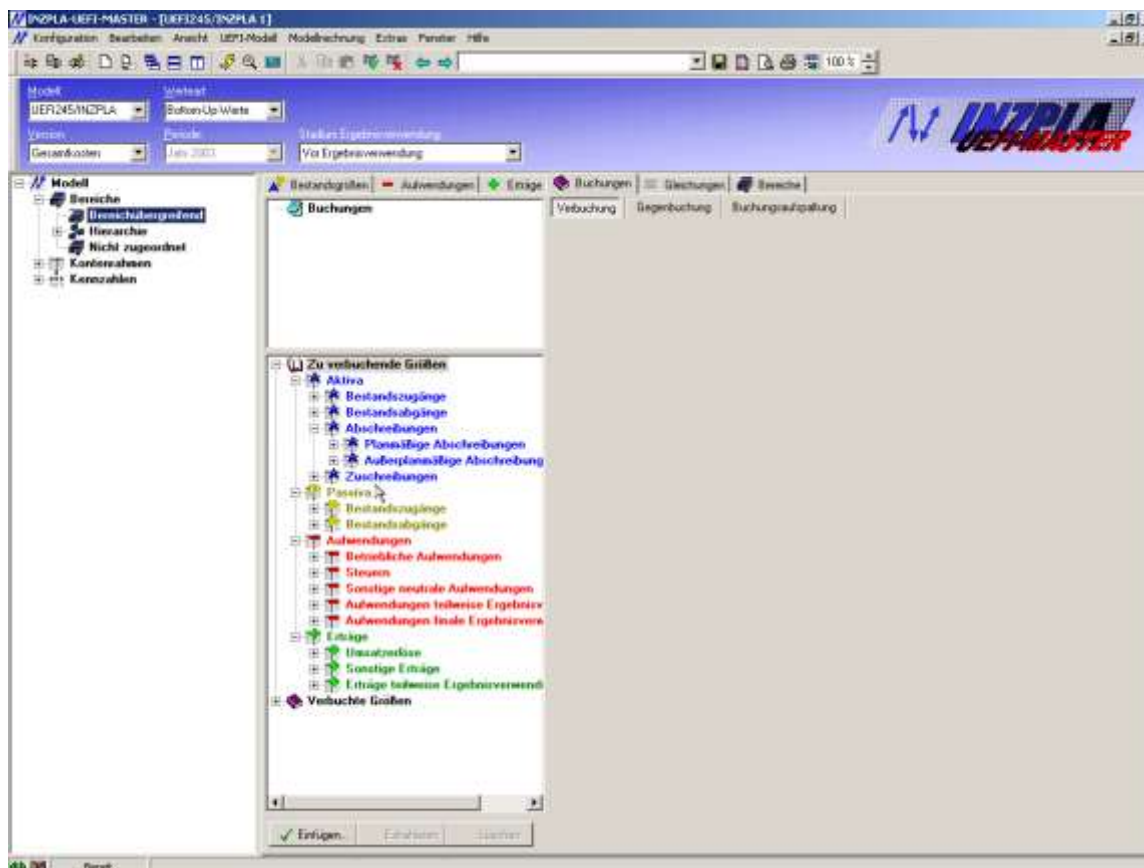 INZPLA-UEFI-MASTER - [UEFI245/INZPLA 1]
Konfiguration Bearbeiten Ansicht UEFI-Modell Modellrechnung Extras Fenster Hilfe
100 %
Modell Wertart
UEFI245/INZPLA Bottom-Up-Werte
Version Periode Stadium Ergebnisverwendung
Gesamtkosten Jahr 2003 Vor Ergebnisverwendung
INZPLA
UEFI-MASTER
Modell
Bereiche
Bereichsübergreifend
Hierarchie
Nicht zugeordnet
Kontenrahmen
Kennzahlen
Bestandsgrößen Aufwendungen Erträge Buchungen Gleichungen Bereiche
Buchungen
Verbuchung Gegenbuchung Buchungsaufspaltung
Zu verbuchende Größen
Aktiva
Bestandszugänge
Bestandsabgänge
Abschreibungen
Planmäßige Abschreibungen
Außerplanmäßige Abschreibung
Zuschreibungen
Passiva
Bestandszugänge
Bestandsabgänge
Aufwendungen
Betriebliche Aufwendungen
Steuern
Sonstige neutrale Aufwendungen
Aufwendungen teilweise Ergebnisv
Aufwendungen finale Ergebnisverw
Erträge
Umsatzerlöse
Sonstige Erträge
Erträge teilweise Ergebnisverwend
Verbuchte Größen
Einfügen Löschen
Bereit